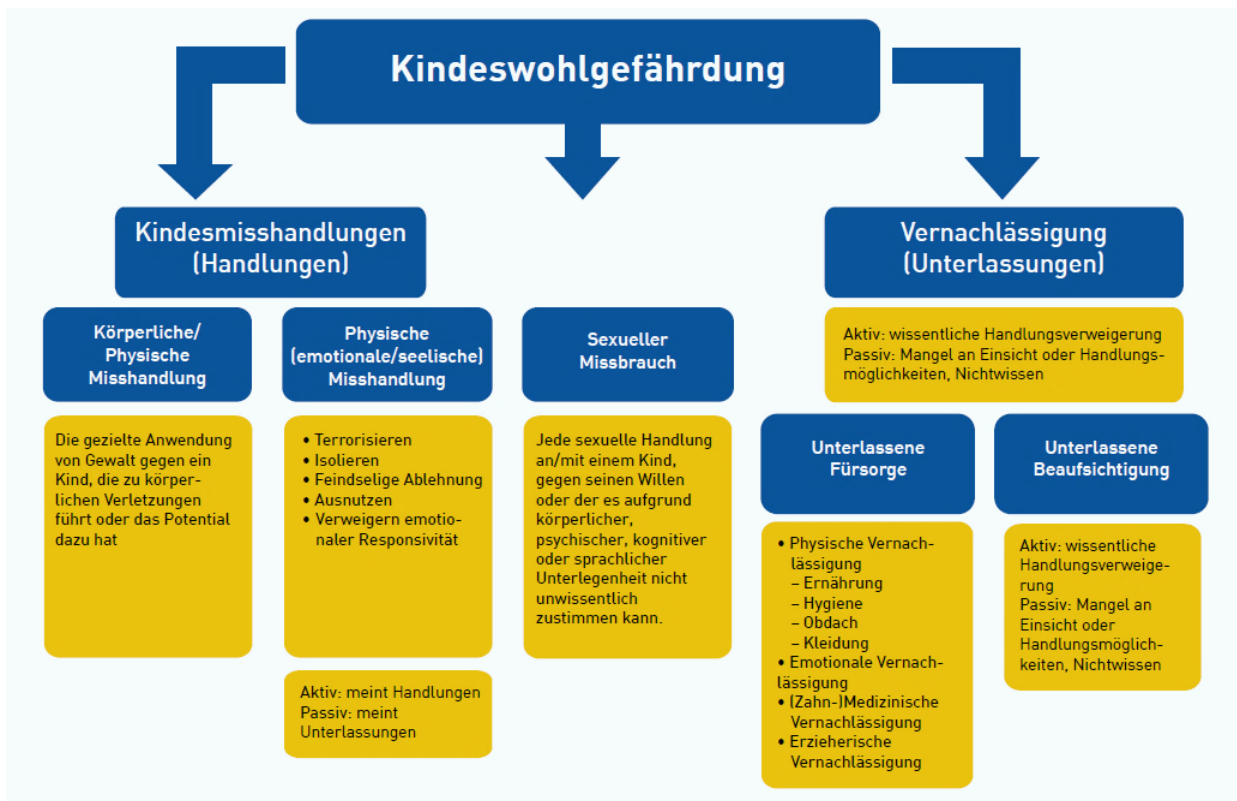 Kindeswohlgefährdung
Kindesmisshandlungen
(Handlungen)
Körperliche/
Physische
Misshandlung
Die gezielte Anwendung
von Gewalt gegen ein
Kind, die zu körper-
lichen Verletzungen
führt oder das Potential
dazu hat
Physische
(emotionale/seelische)
Misshandlung
• Terrorisieren
• Isolieren
• Feindselige Ablehnung
• Ausnutzen
• Verweigern emotio-
naler Responsivität
Aktiv: meint Handlungen
Passiv: meint
Unterlassungen
Sexueller
Missbrauch
Jede sexuelle Handlung
an/mit einem Kind,
gegen seinen Willen
oder der es aufgrund
körperlicher,
psychischer, kognitiver
oder sprachlicher
Unterlegenheit nicht
unwissentlich
zustimmen kann.
Vernachlässigung
(Unterlassungen)
Aktiv: wissentliche Handlungsverweigerung
Passiv: Mangel an Einsicht oder Handlungs-
möglichkeiten, Nichtwissen
Unterlassene
Fürsorge
• Physische Vernach-
lässigung
– Ernährung
– Hygiene
– Obdach
– Kleidung
• Emotionale Vernach-
lässigung
• (Zahn-)Medizinische
Vernachlässigung
• Erzieherische
Vernachlässigung
Unterlassene
Beaufsichtigung
Aktiv: wissentliche
Handlungsverweige-
rung
Passiv: Mangel an
Einsicht oder
Handlungsmöglich-
keiten, Nichtwissen